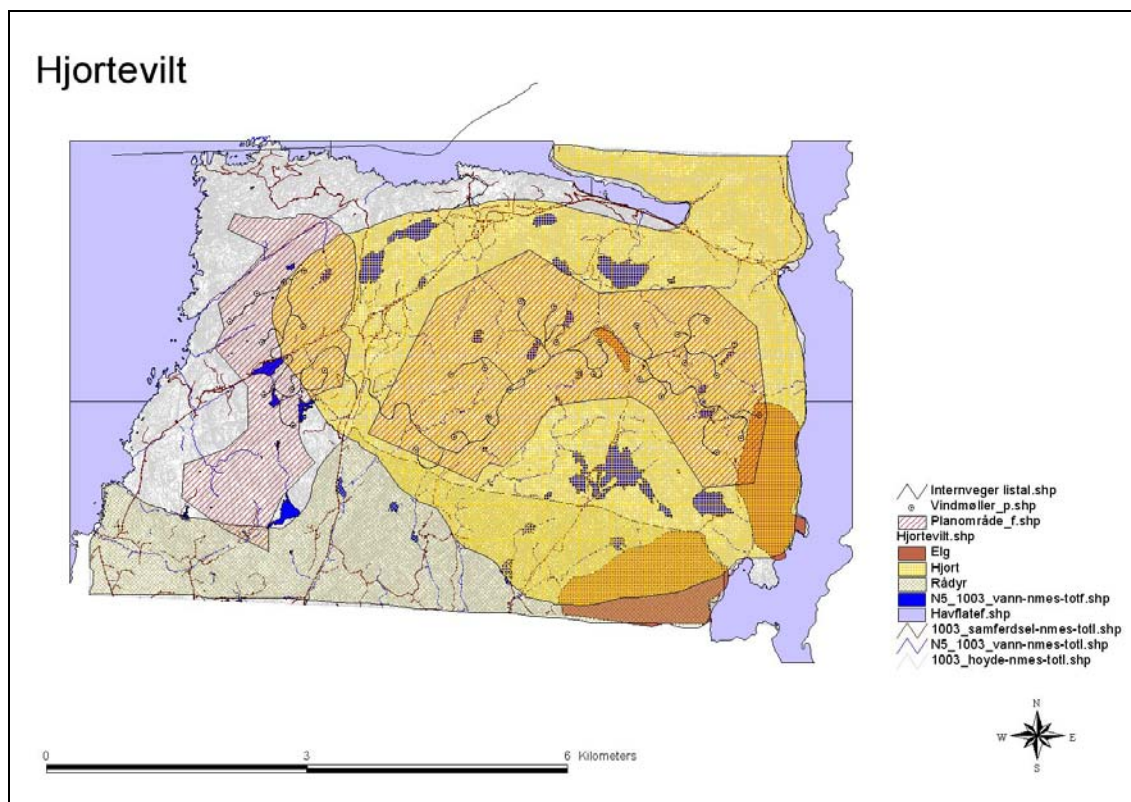 Hjortevilt
Internveger listal.shp
Vindmøller_p.shp
Planområde_f.shp
Hjortevilt.shp
Elg
Hjort
Rådyr
N5_1003_vann-nmes-totf.shp
Havflatef.shp
1003_samferdsel-nmes-totl.shp
N5_1003_vann-nmes-totl.shp
1003_hoyde-nmes-totl.shp
N
W E
S
0 3 6 Kilometers